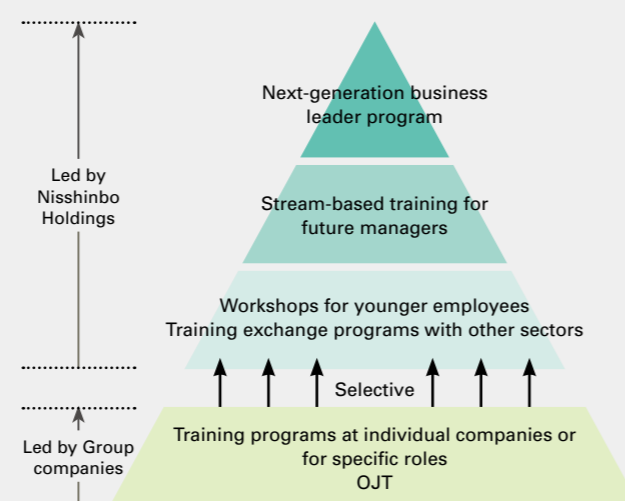 Next-generation business
leader program
Led by
Nisshinbo
Holdings
Stream-based training for
future managers
Workshops for younger employees
Training exchange programs with other sectors
Selective
Led by Group
companies
Training programs at individual companies or
for specific roles
OJT